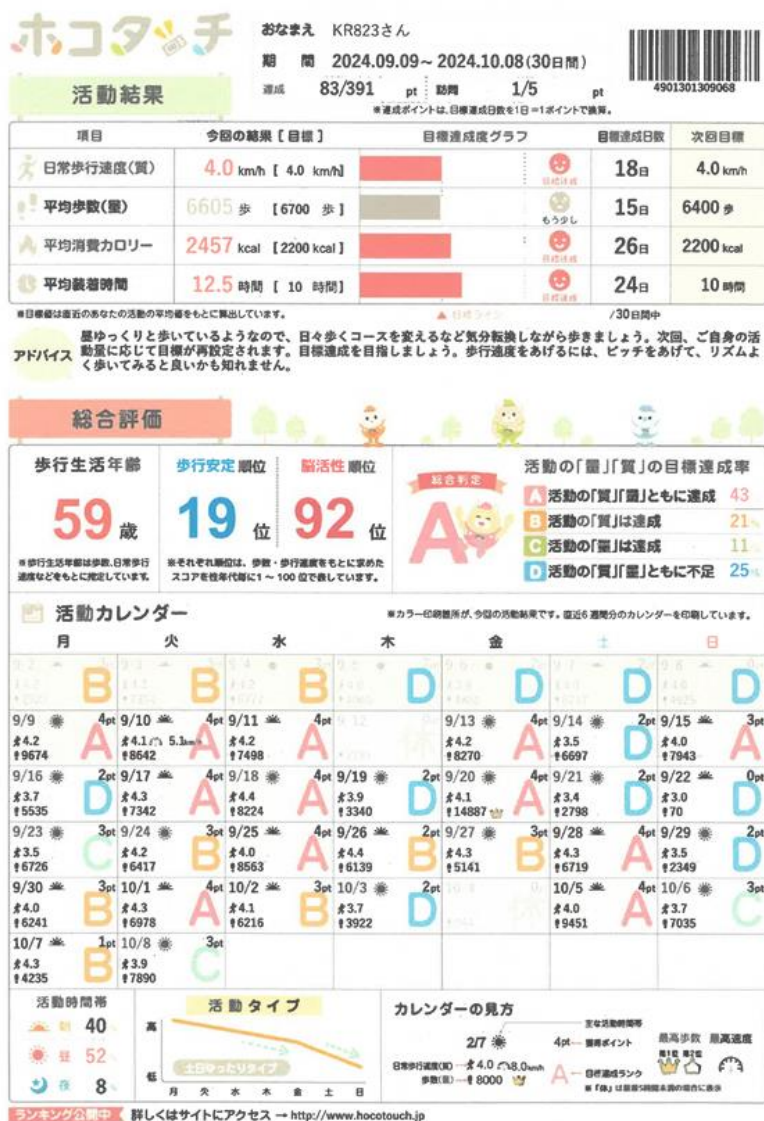 ホコタッチ
おなまえ KR823さん
期 間 2024.09.09～2024.10.08(30日間)
達成 83/391 pt 訪問 1/5 pt
※達成ポイントは、目標達成日数を1日=1ポイントで換算。
4901301309068
活動結果
項目 今回の結果 [ 目標 ] 目標達成度グラフ 目標達成日数 次回目標
日常歩行速度(質) 4.0 km/h [ 4.0 km/h] 目標達成 18日 4.0 km/h
平均歩数(量) 6605 歩 [6700 歩] もう少し 15日 6400 歩
平均消費カロリー 2457 kcal [2200 kcal] 目標達成 26日 2200 kcal
平均装着時間 12.5 時間 [ 10 時間] 目標達成 24日 10 時間
※目標値は直近のあなたの活動の平均値をもとに算出しています。 ▲ 目標ライン /30日間中
アドバイス
昼ゆっくりと歩いているようなので、日々歩くコースを変えるなど気分転換しながら歩きましょう。次回、ご自身の活
動量に応じて目標が再設定されます。目標達成を目指しましょう。歩行速度をあげるには、ピッチをあげて、リズムよ
く歩いてみると良いかも知れません。
総合評価
歩行生活年齢 歩行安定順位 脳活性順位
59歳 19位 92位
※歩行生活年齢は歩数、日常歩行
速度などをもとに推定しています。
※それぞれ順位は、歩数・歩行速度をもとに求めた
スコアを性年代毎に1～100位で表しています。
総合判定
A
活動の「量」「質」の目標達成率
A 活動の「質」「量」ともに達成 43
B 活動の「質」は達成 21%
C 活動の「量」は達成 11
D 活動の「質」「量」ともに不足 25%
活動カレンダー
※カラー印刷箇所が、今回の活動結果です。直近6週間分のカレンダーを印刷しています。
月 火 水 木 金 土 日
B B B D D D D
9/9 4pt 9/10 4pt 9/11 4pt 9/12 9/13 4pt 9/14 2pt 9/15 3pt
4.2 A 4.1 5.1km/h A 4.2 A 休 4.2 A 3.5 D 4.0 A
9674 8642 7498 8270 6697 7943
9/16 2pt 9/17 4pt 9/18 4pt 9/19 2pt 9/20 4pt 9/21 2pt 9/22 0pt
3.7 D 4.3 A 4.4 A 3.9 D 4.1 A 3.4 D 3.0 D
5535 7342 8224 3340 14887 2798 70
9/23 3pt 9/24 3pt 9/25 4pt 9/26 2pt 9/27 3pt 9/28 4pt 9/29 2pt
3.5 C 4.2 B 4.0 A 4.4 B 4.3 B 4.3 A 3.5 D
6726 6417 8563 6139 5141 6719 2349
9/30 3pt 10/1 4pt 10/2 3pt 10/3 2pt 10/4 10/5 4pt 10/6 3pt
4.0 B 4.3 A 4.1 B 3.7 D 休 4.0 A 3.7 C
6241 6978 6216 3922 9451 7035
10/7 1pt 10/8 3pt
4.3 B 3.9 C
4235 7890
活動時間帯
朝 40%
昼 52%
夜 8%
活動タイプ
高
低
土日ゆったりタイプ
月 火 水 木 金 土 日
カレンダーの見方
主な活動時間帯
2/7 4pt 獲得ポイント
日常歩行速度(質) 4.0 8.0km/h
歩数(量) 8000 A 目標達成ランク
最高歩数 最高速度
第1位 第2位
※「休」は装着5時間未満の場合に表示
ランキング公開中 詳しくはサイトにアクセス → http://www.hocotouch.jp